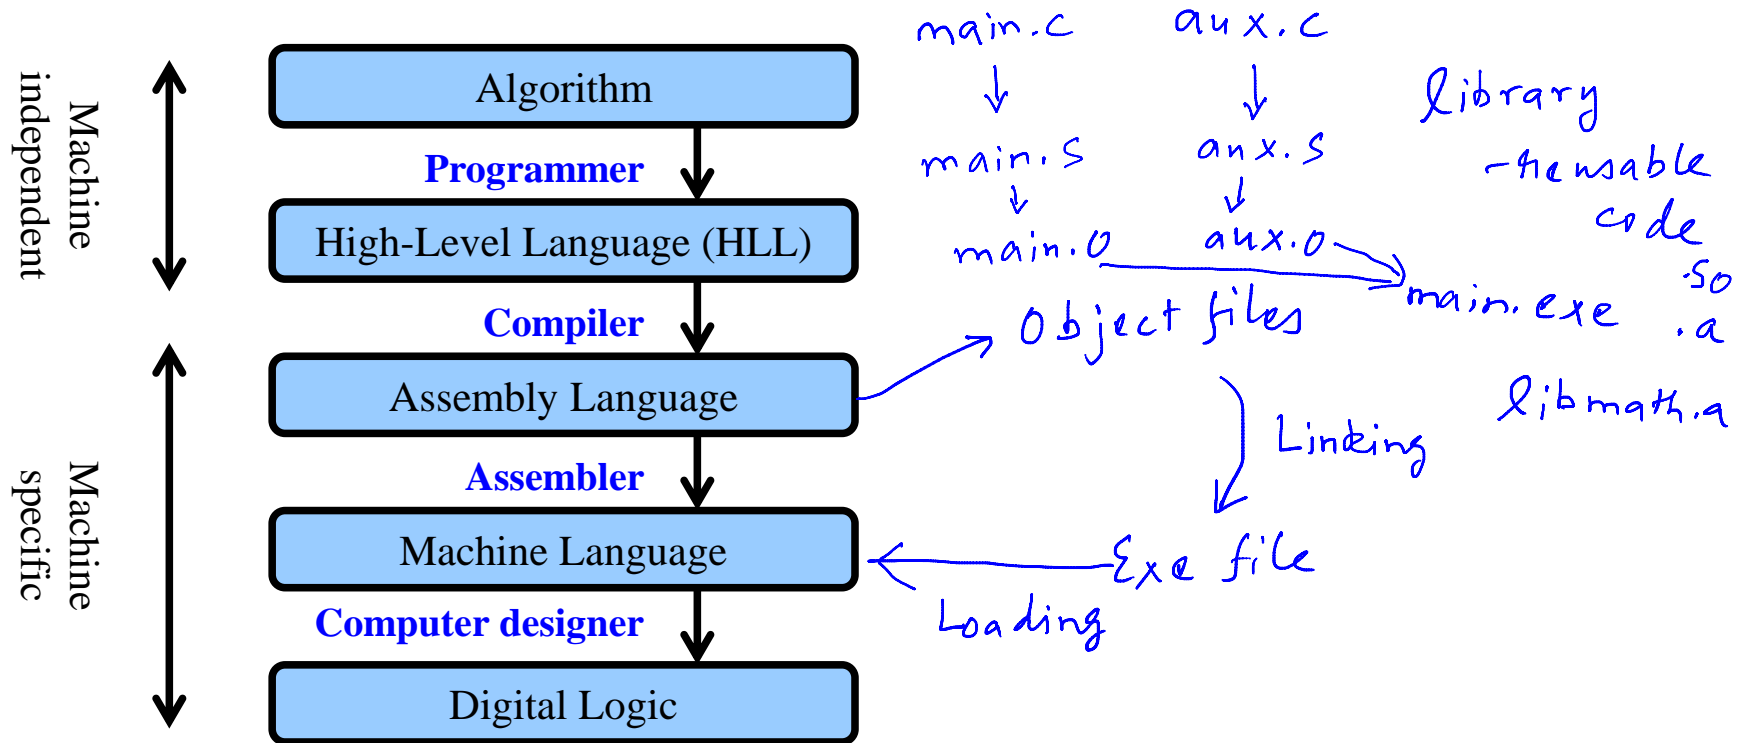 Machine
independent
Machine
specific
Algorithm
Programmer
High-Level Language (HLL)
Compiler
Assembly Language
Assembler
Machine Language
Computer designer
Digital Logic
main.c
aux.c
main.s
aux.s
main.o
aux.o
main.exe
Object files
Linking
Exe file
Loading
library
-reusable
code
.so
.a
libmath.a